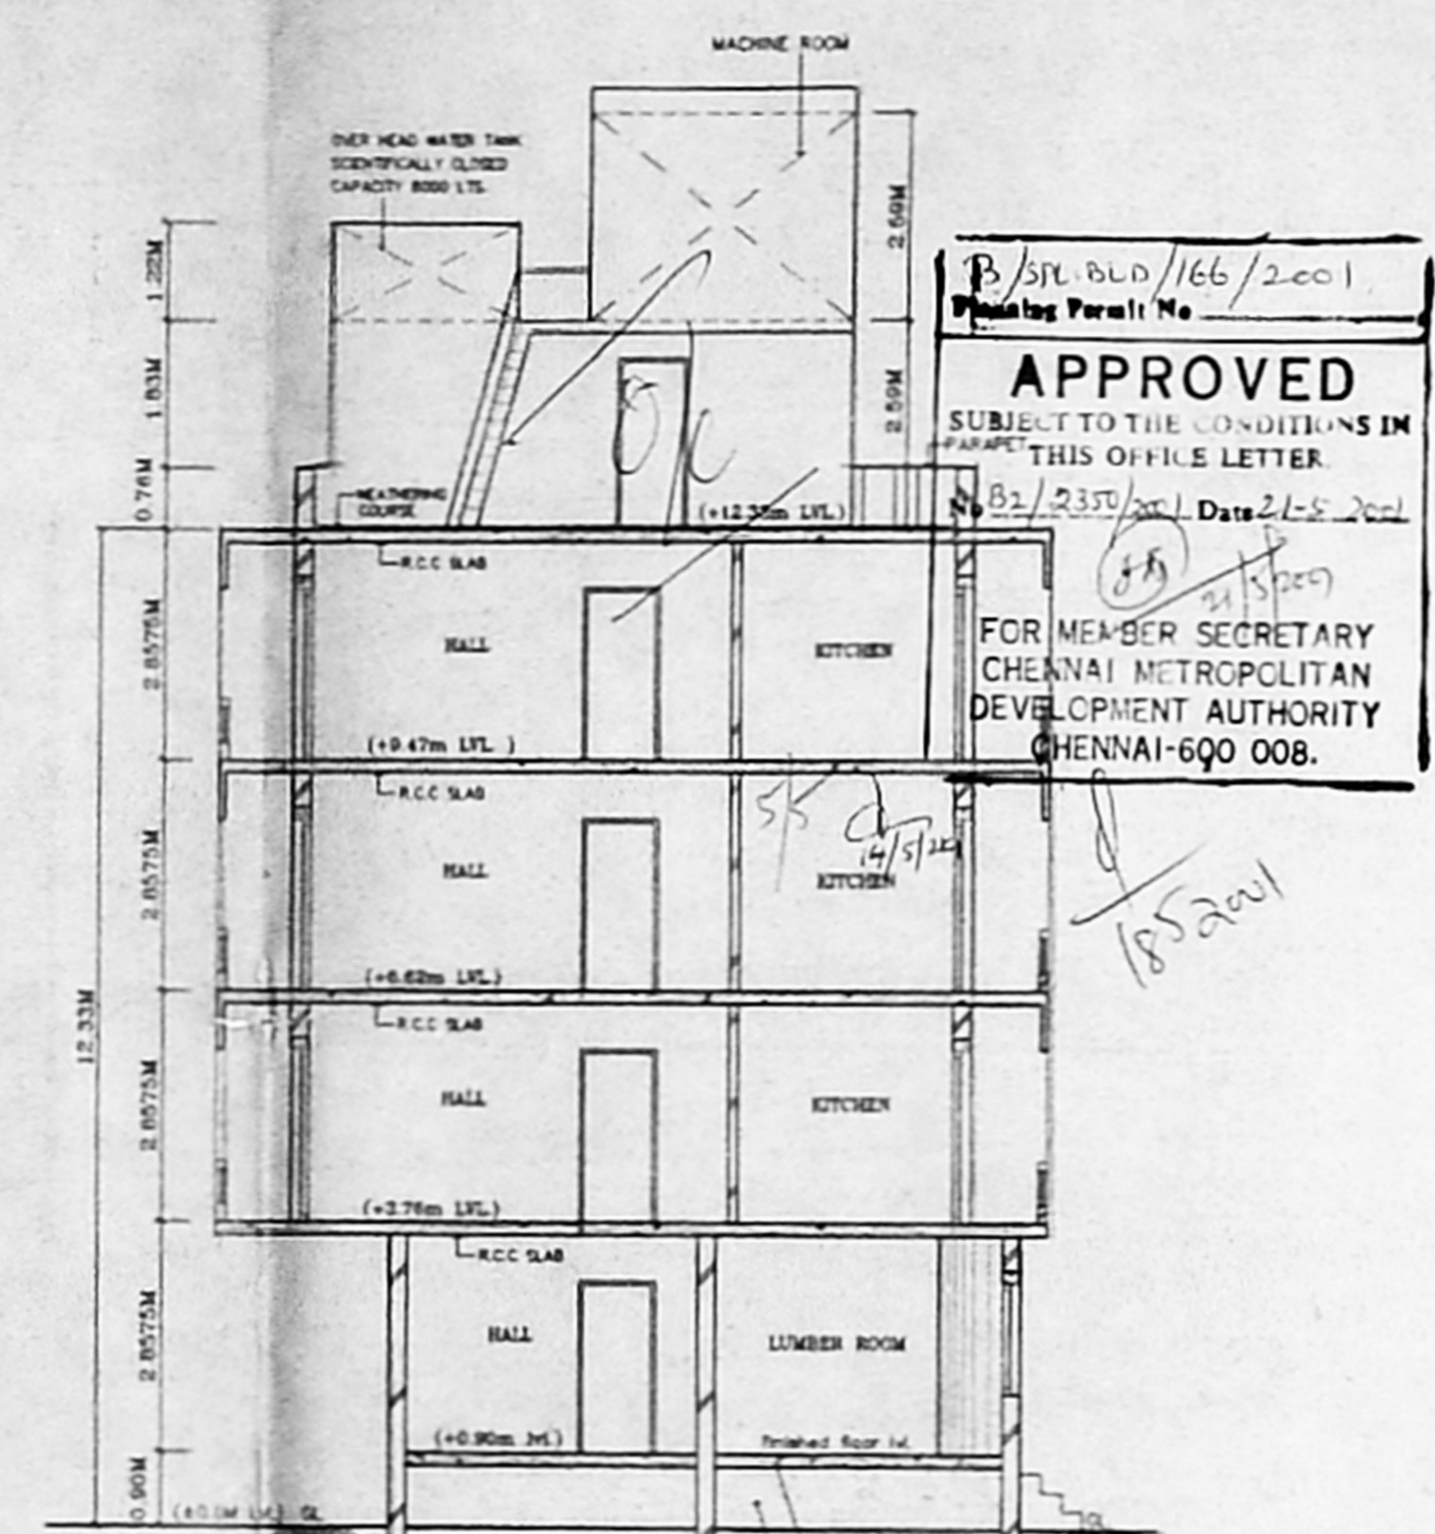 MACHINE ROOM
OVER HEAD WATER TANK
SCIENTIFICALLY CLOSED
CAPACITY 8000 LTS.
1.22M
2.59M
B/SPL.BLD/166/2001
Planning Permit No
APPROVED
SUBJECT TO THE CONDITIONS IN
THIS OFFICE LETTER
No B2/2350/2001 Date 21-5-2001
21/5/2001
FOR MEMBER SECRETARY
CHENNAI METROPOLITAN
DEVELOPMENT AUTHORITY
CHENNAI-600 008.
1.83M
2.59M
PARAPET
0.76M
WEATHERING
COURSE
(+12.33m LVL)
R.C.C SLAB
2.8575M
HALL
KITCHEN
(+9.47m LVL )
R.C.C SLAB
5/5
14/5/2001
2.8575M
HALL
KITCHEN
1852001
(+6.62m LVL)
R.C.C SLAB
12.33M
2.8575M
HALL
KITCHEN
(+3.76m LVL)
R.C.C SLAB
2.8575M
HALL
LUMBER ROOM
(+0.90m lvl.)
Finished floor lvl.
0.90M
(±0.0M LVL) GL